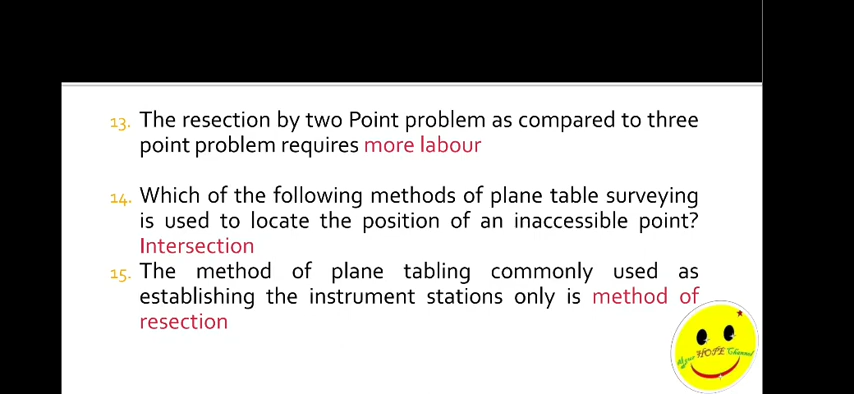 13. The resection by two Point problem as compared to three
point problem requires more labour
14. Which of the following methods of plane table surveying
is used to locate the position of an inaccessible point?
Intersection
15. The method of plane tabling commonly used as
establishing the instrument stations only is method of
resection
HOPE Channel